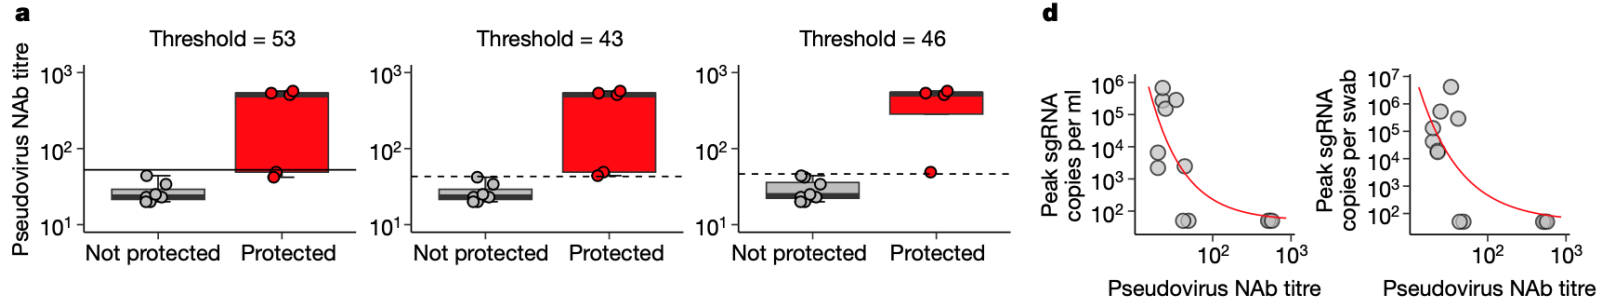 a
Threshold = 53
Threshold = 43
Threshold = 46
Pseudovirus NAb titre
10³
10²
10¹
Not protected
Protected
10³
10²
10¹
Not protected
Protected
10³
10²
10¹
Not protected
Protected
d
Peak sgRNA
copies per ml
10⁶
10⁵
10⁴
10³
10²
10²
10³
Pseudovirus NAb titre
Peak sgRNA
copies per swab
10⁷
10⁶
10⁵
10⁴
10³
10²
10²
10³
Pseudovirus NAb titre